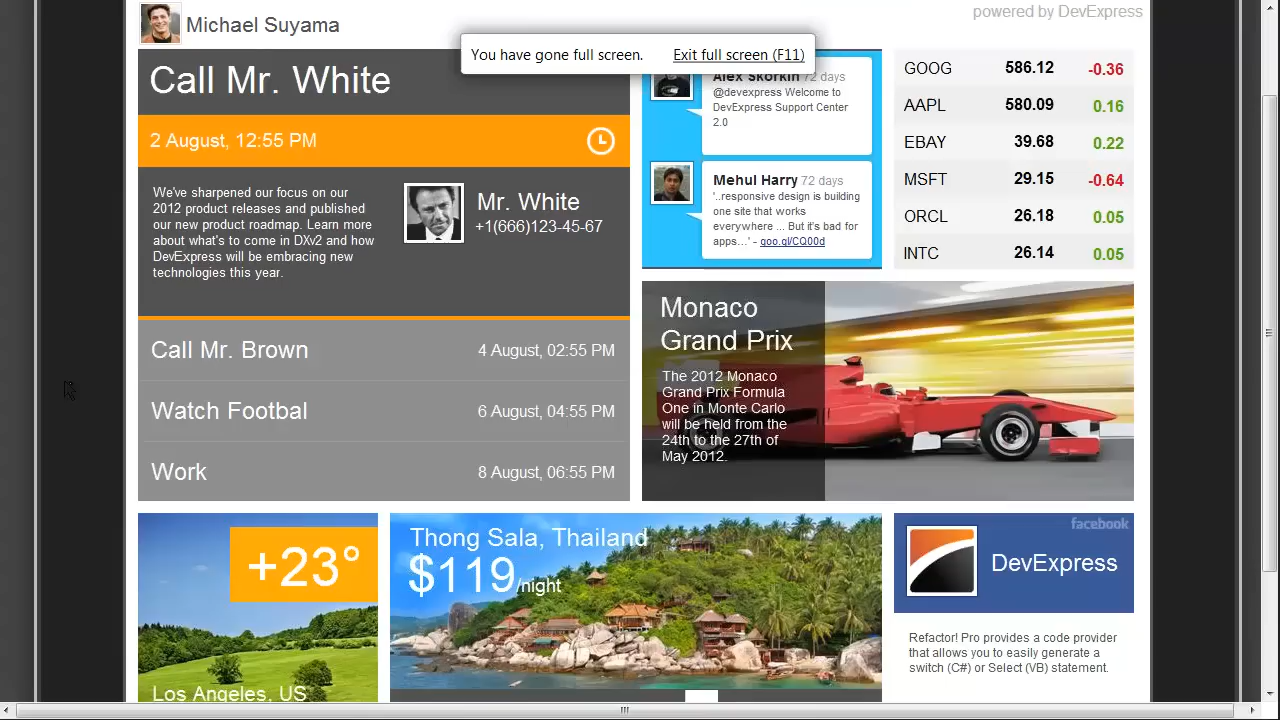 Michael Suyama
powered by DevExpress
You have gone full screen. Exit full screen (F11)
Call Mr. White
2 August, 12:55 PM
We've sharpened our focus on our
2012 product releases and published
our new product roadmap. Learn more
about what's to come in DXv2 and how
DevExpress will be embracing new
technologies this year.
Mr. White
+1(666)123-45-67
Call Mr. Brown 4 August, 02:55 PM
Watch Footbal 6 August, 04:55 PM
Work 8 August, 06:55 PM
Alex Skorkin 72 days
@devexpress Welcome to
DevExpress Support Center
2.0
Mehul Harry 72 days
'..responsive design is building
one site that works
everywhere ... But it's bad for
apps...' - goo.gl/CQ00d
GOOG 586.12 -0.36
AAPL 580.09 0.16
EBAY 39.68 0.22
MSFT 29.15 -0.64
ORCL 26.18 0.05
INTC 26.14 0.05
Monaco
Grand Prix
The 2012 Monaco
Grand Prix Formula
One in Monte Carlo
will be held from the
24th to the 27th of
May 2012.
+23°
Los Angeles, US
Thong Sala, Thailand
$119/night
facebook
DevExpress
Refactor! Pro provides a code provider
that allows you to easily generate a
switch (C#) or Select (VB) statement.